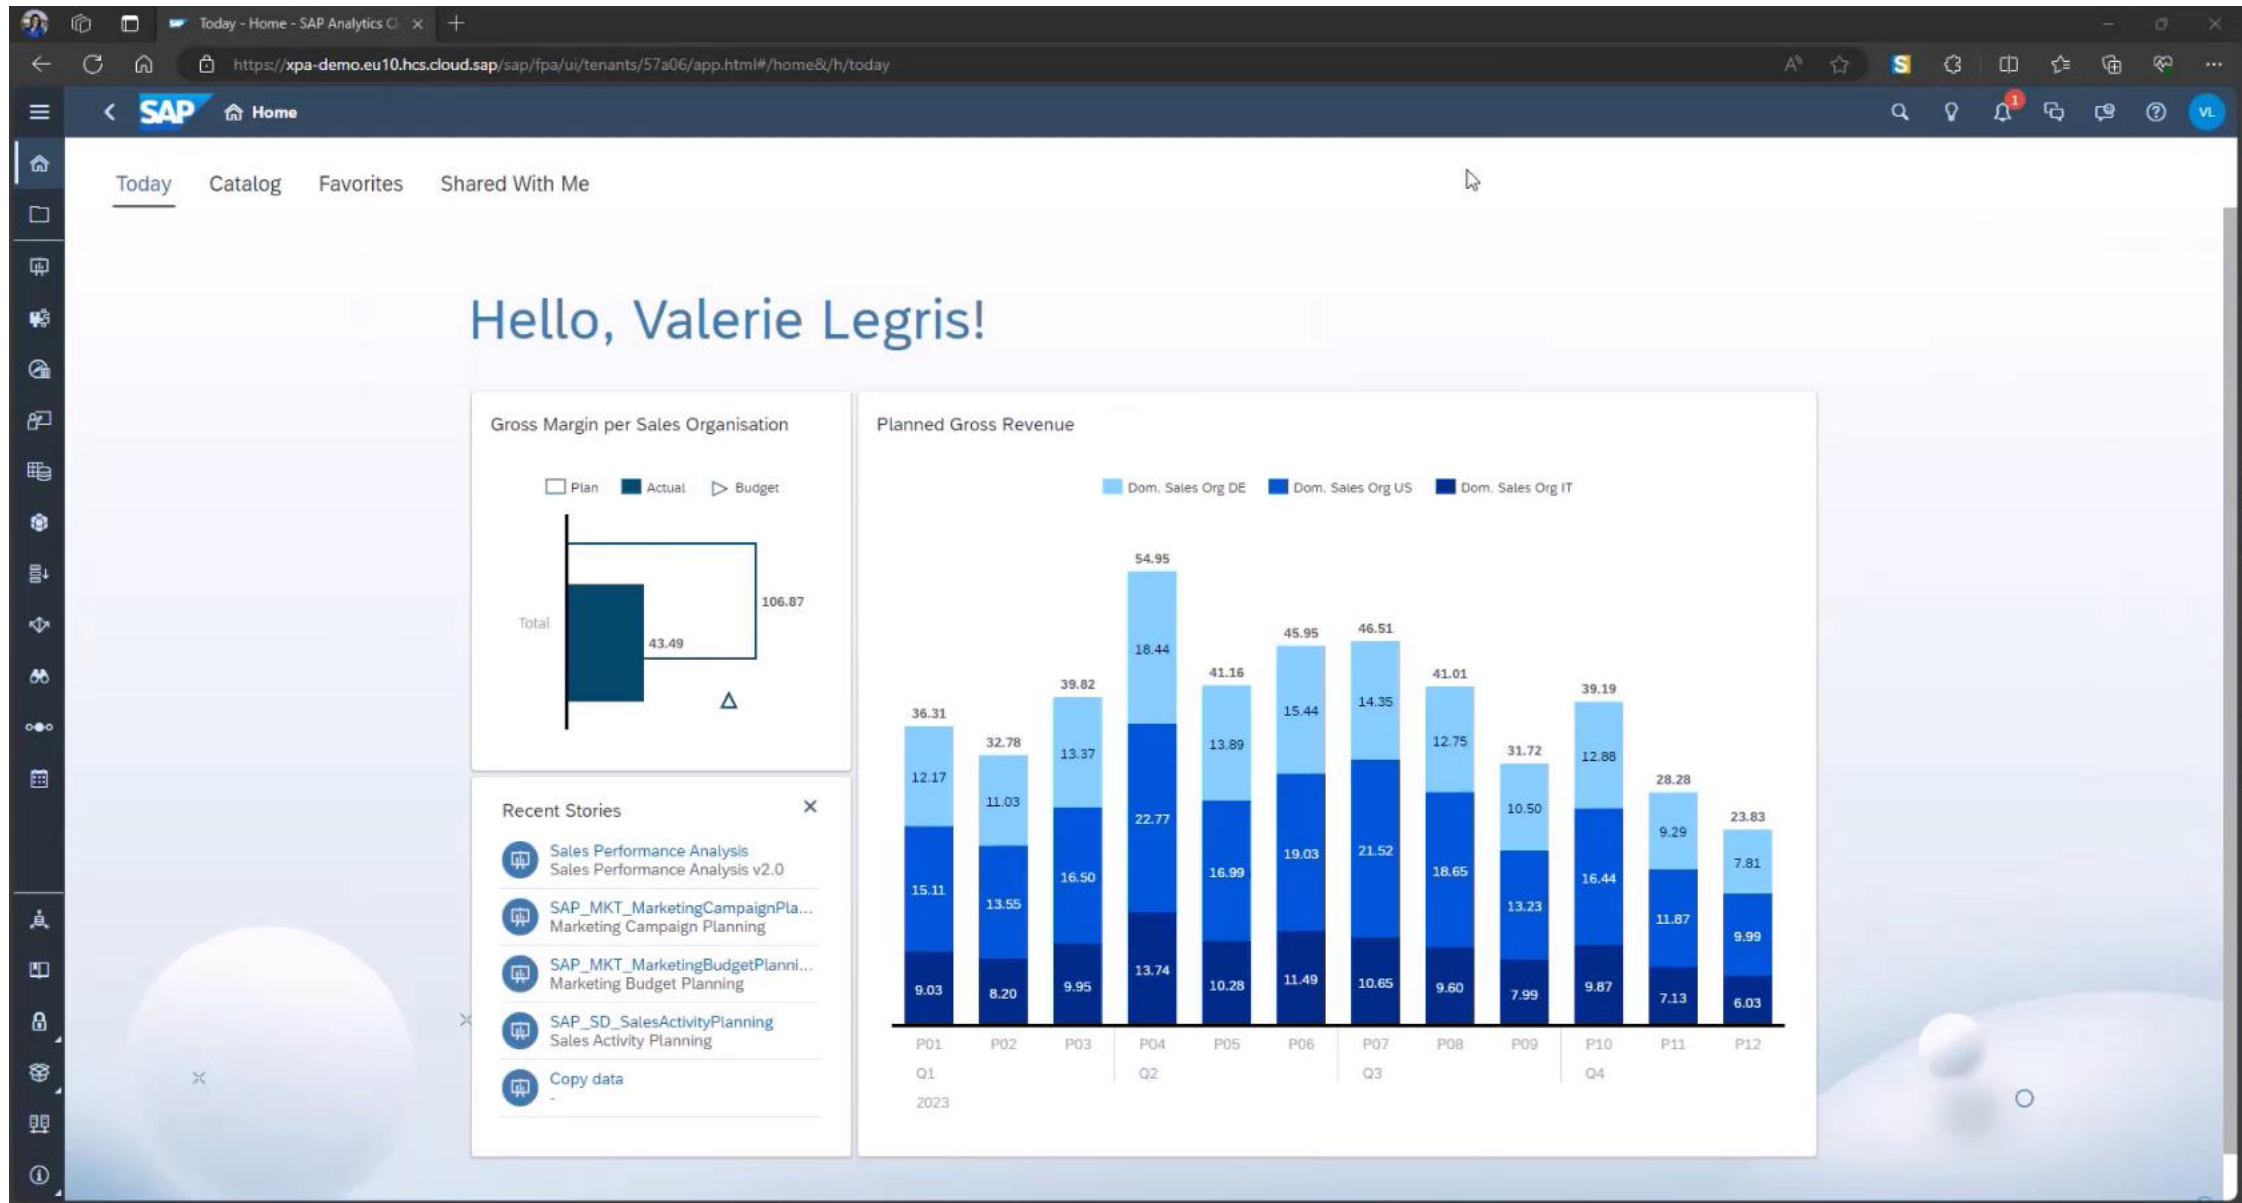 Today - Home - SAP Analytics Cl
https://xpa-demo.eu10.hcs.cloud.sap/sap/fpa/ui/tenants/57a06/app.html#/home&/h/today
SAP Home
1
VL
Today Catalog Favorites Shared With Me
Hello, Valerie Legris!
Gross Margin per Sales Organisation
Plan Actual Budget
106.87
Total
43.49
Recent Stories
Sales Performance Analysis
Sales Performance Analysis v2.0
SAP_MKT_MarketingCampaignPla...
Marketing Campaign Planning
SAP_MKT_MarketingBudgetPlanni...
Marketing Budget Planning
SAP_SD_SalesActivityPlanning
Sales Activity Planning
Copy data
-
Planned Gross Revenue
Dom. Sales Org DE Dom. Sales Org US Dom. Sales Org IT
36.31 32.78 39.82 54.95 41.16 45.95 46.51 41.01 31.72 39.19 28.28 23.83
12.17 11.03 13.37 18.44 13.89 15.44 14.35 12.75 10.50 12.88 9.29 7.81
15.11 13.55 16.50 22.77 16.99 19.03 21.52 18.65 13.23 16.44 11.87 9.99
9.03 8.20 9.95 13.74 10.28 11.49 10.65 9.60 7.99 9.87 7.13 6.03
P01 P02 P03 P04 P05 P06 P07 P08 P09 P10 P11 P12
Q1 Q2 Q3 Q4
2023